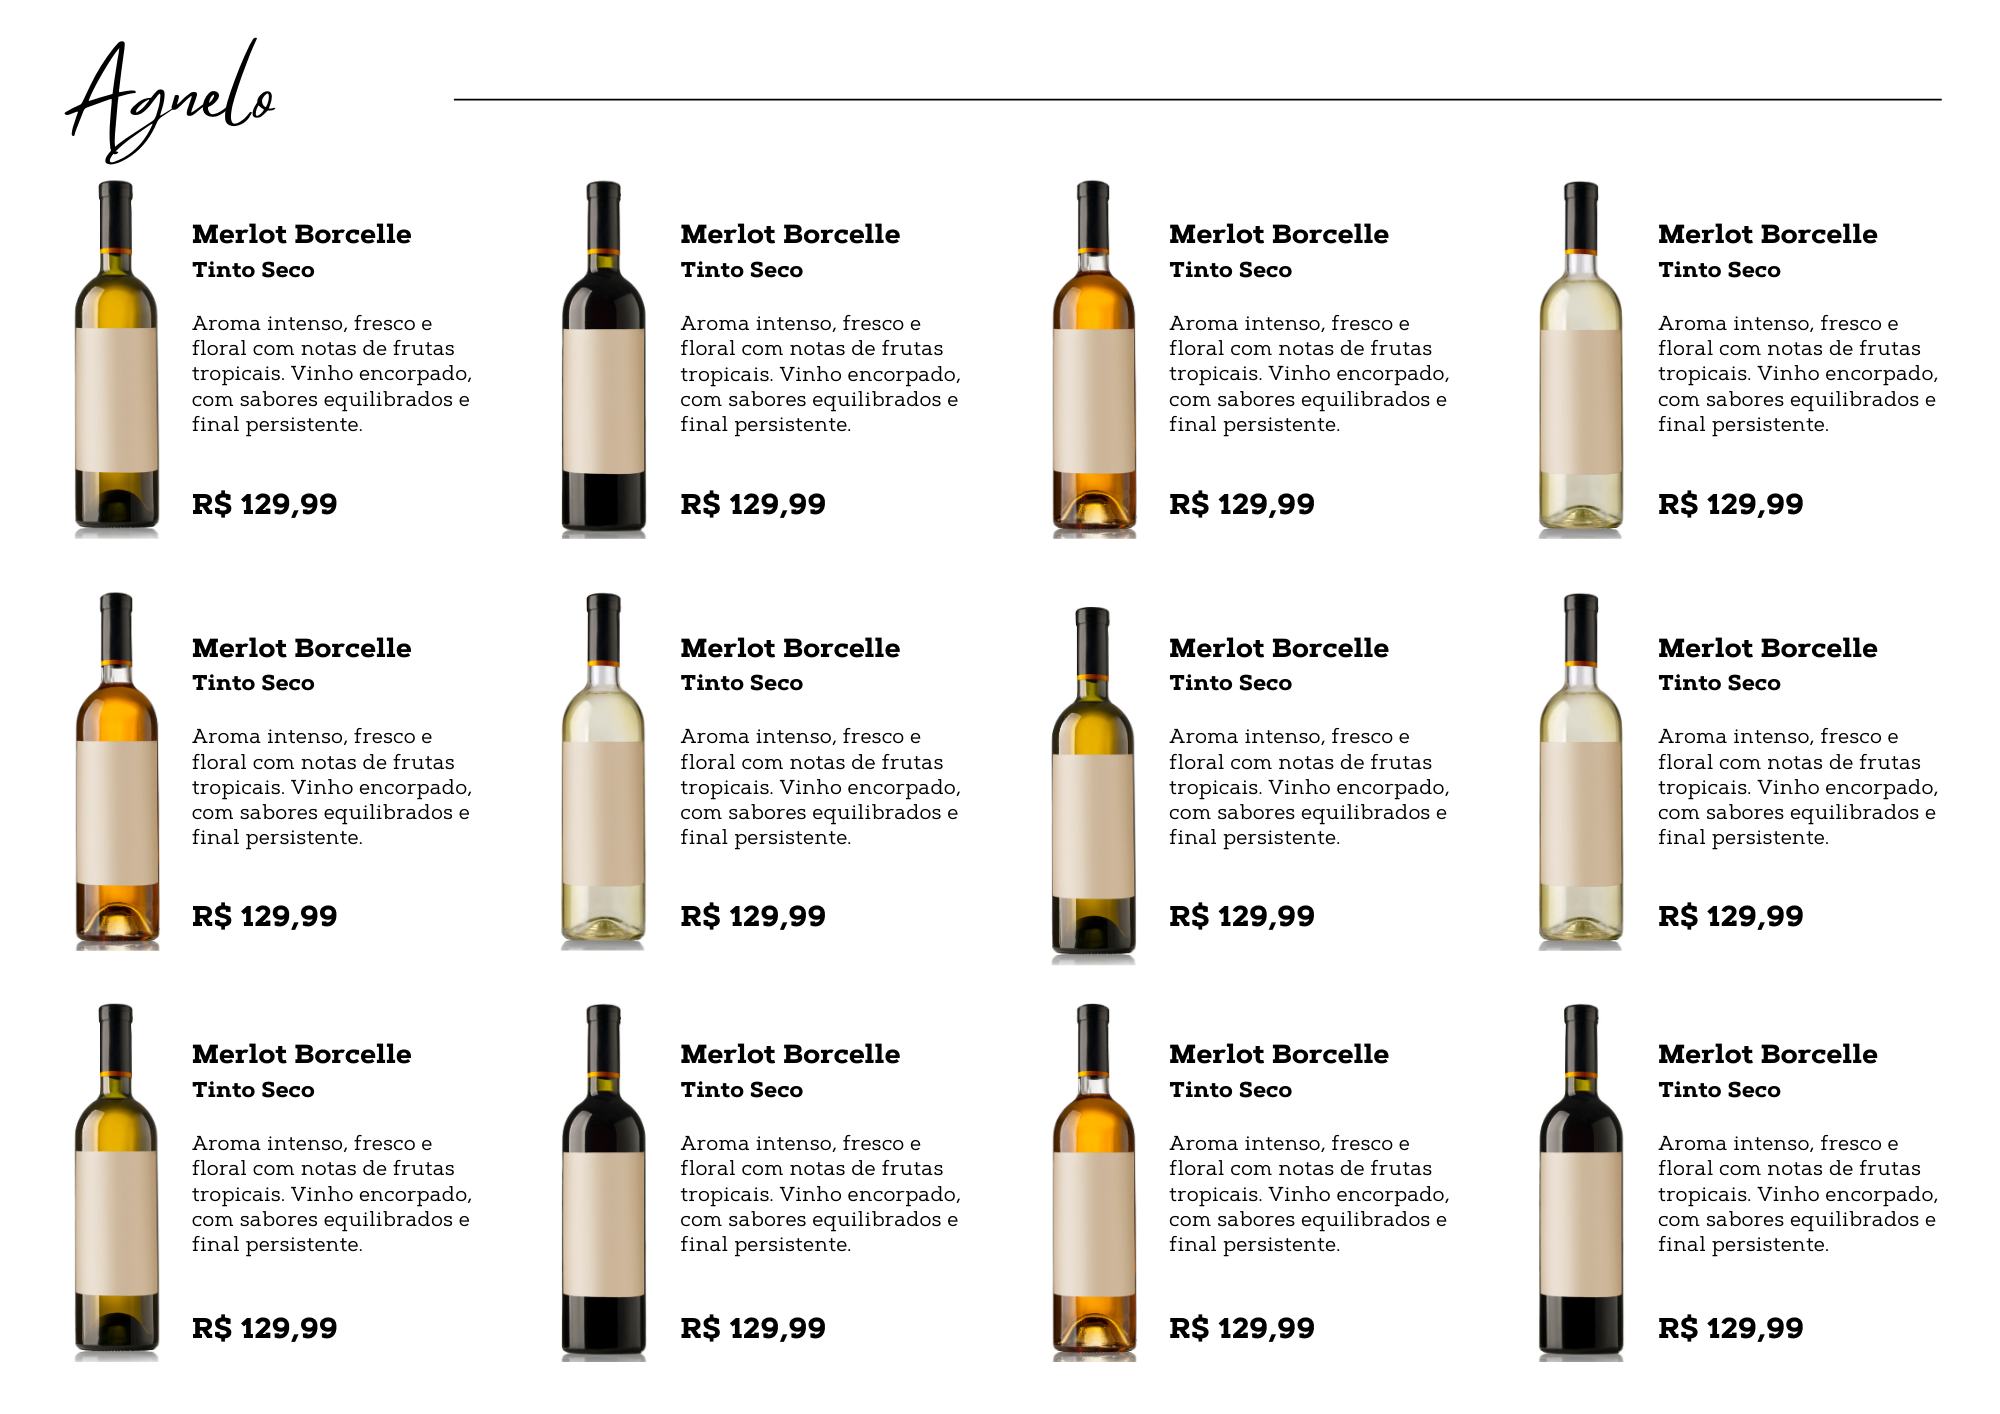 Agnelo
Merlot Borcelle
Tinto Seco
Aroma intenso, fresco e
floral com notas de frutas
tropicais. Vinho encorpado,
com sabores equilibrados e
final persistente.
R$ 129,99
Merlot Borcelle
Tinto Seco
Aroma intenso, fresco e
floral com notas de frutas
tropicais. Vinho encorpado,
com sabores equilibrados e
final persistente.
R$ 129,99
Merlot Borcelle
Tinto Seco
Aroma intenso, fresco e
floral com notas de frutas
tropicais. Vinho encorpado,
com sabores equilibrados e
final persistente.
R$ 129,99
Merlot Borcelle
Tinto Seco
Aroma intenso, fresco e
floral com notas de frutas
tropicais. Vinho encorpado,
com sabores equilibrados e
final persistente.
R$ 129,99
Merlot Borcelle
Tinto Seco
Aroma intenso, fresco e
floral com notas de frutas
tropicais. Vinho encorpado,
com sabores equilibrados e
final persistente.
R$ 129,99
Merlot Borcelle
Tinto Seco
Aroma intenso, fresco e
floral com notas de frutas
tropicais. Vinho encorpado,
com sabores equilibrados e
final persistente.
R$ 129,99
Merlot Borcelle
Tinto Seco
Aroma intenso, fresco e
floral com notas de frutas
tropicais. Vinho encorpado,
com sabores equilibrados e
final persistente.
R$ 129,99
Merlot Borcelle
Tinto Seco
Aroma intenso, fresco e
floral com notas de frutas
tropicais. Vinho encorpado,
com sabores equilibrados e
final persistente.
R$ 129,99
Merlot Borcelle
Tinto Seco
Aroma intenso, fresco e
floral com notas de frutas
tropicais. Vinho encorpado,
com sabores equilibrados e
final persistente.
R$ 129,99
Merlot Borcelle
Tinto Seco
Aroma intenso, fresco e
floral com notas de frutas
tropicais. Vinho encorpado,
com sabores equilibrados e
final persistente.
R$ 129,99
Merlot Borcelle
Tinto Seco
Aroma intenso, fresco e
floral com notas de frutas
tropicais. Vinho encorpado,
com sabores equilibrados e
final persistente.
R$ 129,99
Merlot Borcelle
Tinto Seco
Aroma intenso, fresco e
floral com notas de frutas
tropicais. Vinho encorpado,
com sabores equilibrados e
final persistente.
R$ 129,99